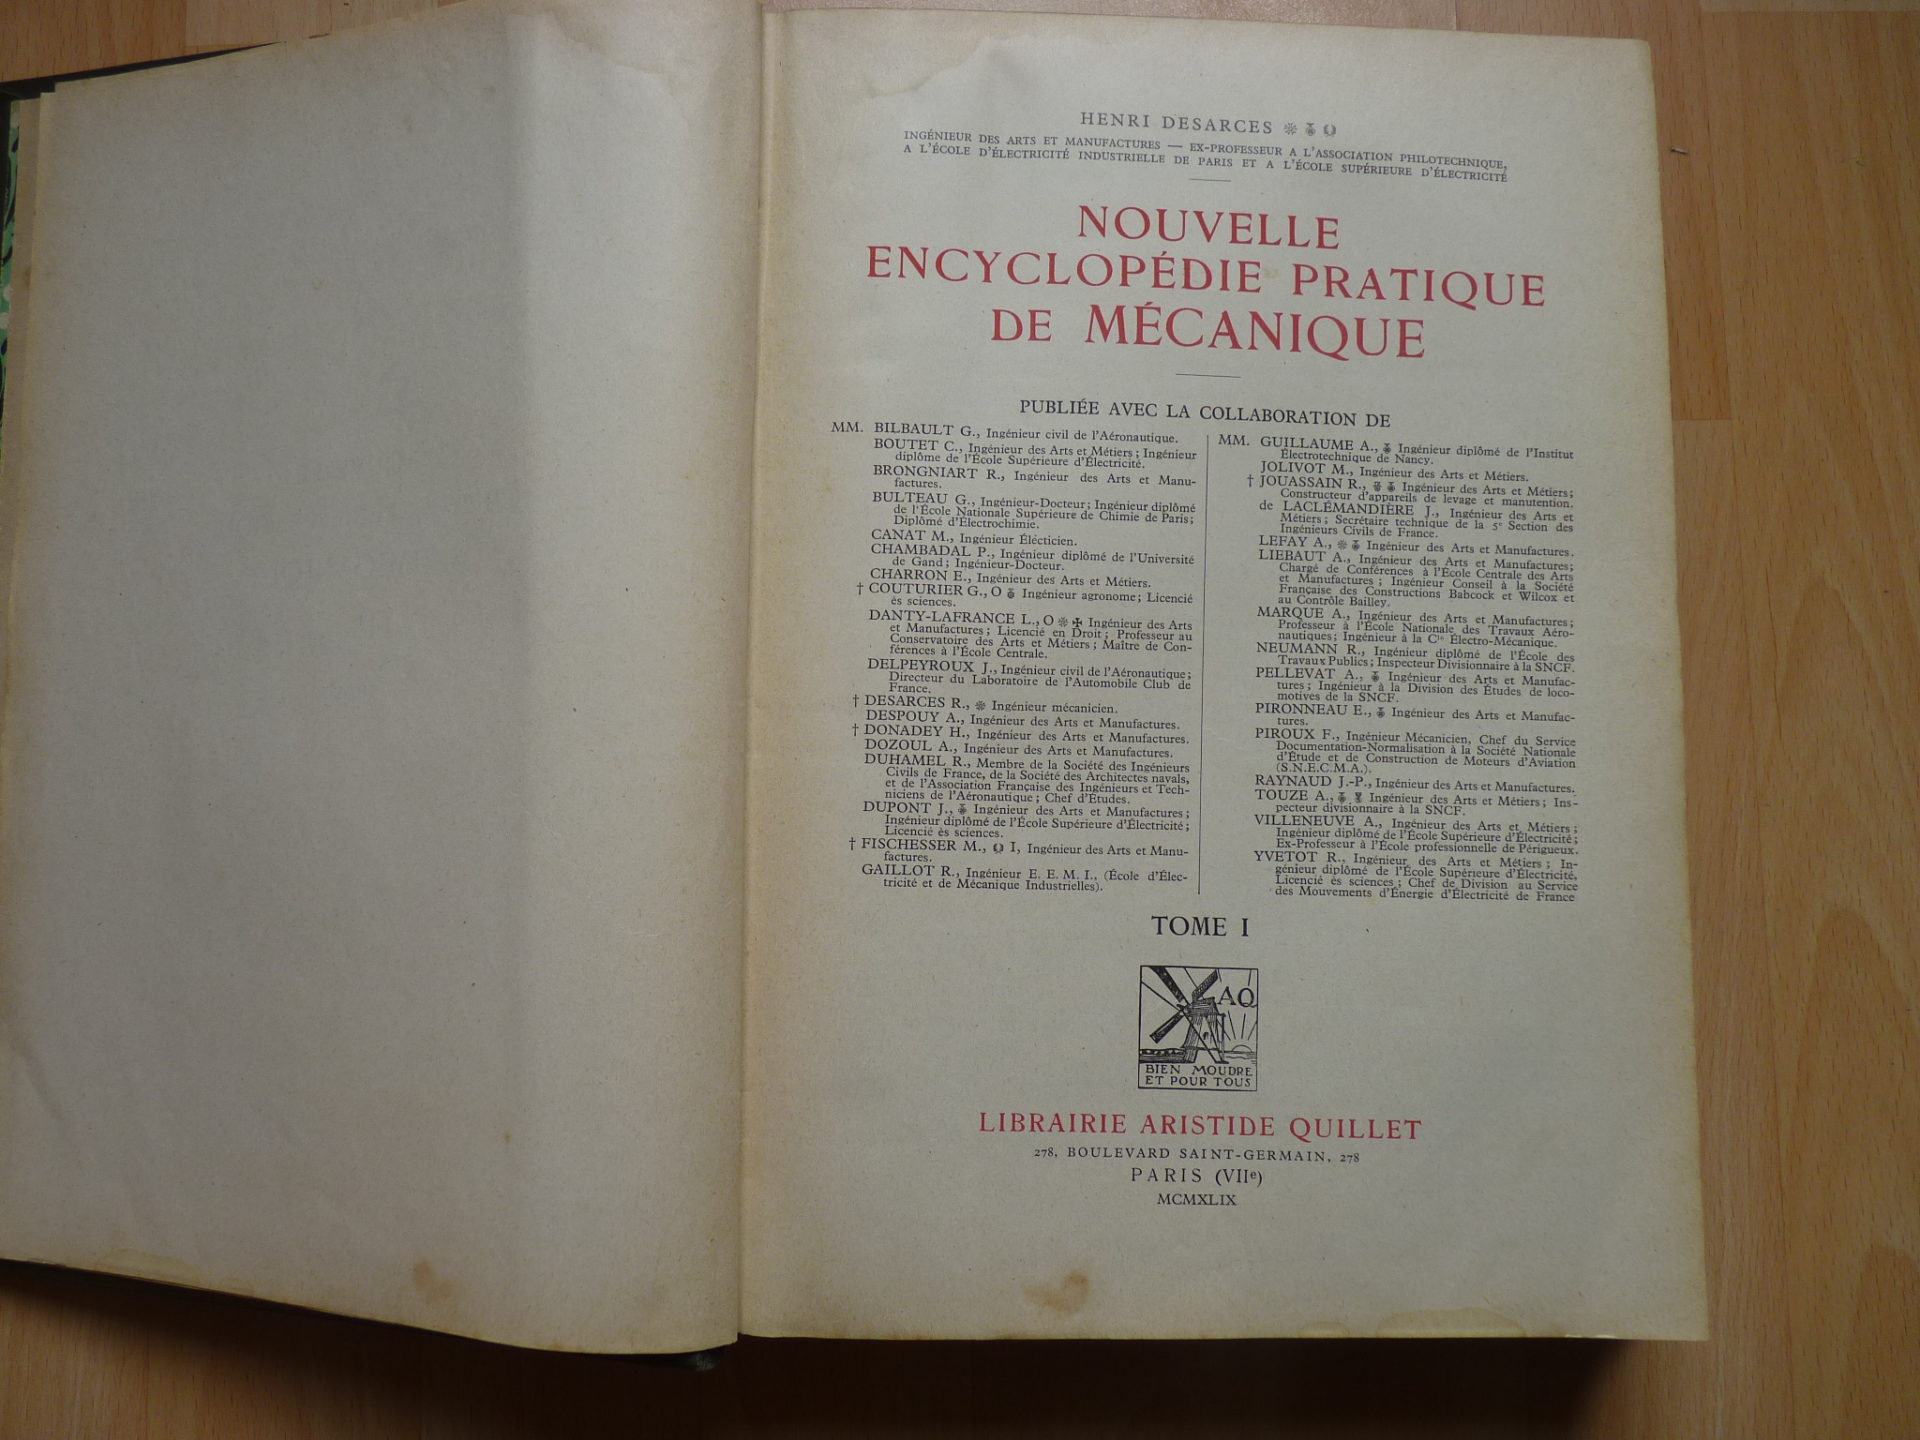 HENRI DESARCES
INGÉNIEUR DES ARTS ET MANUFACTURES — EX-PROFESSEUR A L'ASSOCIATION PHILOTECHNIQUE,
A L'ÉCOLE D'ÉLECTRICITÉ INDUSTRIELLE DE PARIS ET A L'ÉCOLE SUPÉRIEURE D'ÉLECTRICITÉ
NOUVELLE
ENCYCLOPÉDIE PRATIQUE
DE MÉCANIQUE
PUBLIÉE AVEC LA COLLABORATION DE
MM. BILBAULT G., Ingénieur civil de l'Aéronautique.
BOUTET C., Ingénieur des Arts et Métiers ; Ingénieur
diplôme de l'École Supérieure d'Électricité.
BRONGNIART R., Ingénieur des Arts et Manu-
factures.
BULTEAU G., Ingénieur-Docteur ; Ingénieur diplômé
de l'École Nationale Supérieure de Chimie de Paris ;
Diplômé d'Électrochimie.
CANAT M., Ingénieur Élécticien.
CHAMBADAL P., Ingénieur diplômé de l'Université
de Gand ; Ingénieur-Docteur.
CHARRON E., Ingénieur des Arts et Métiers.
† COUTURIER G., O Ingénieur agronome ; Licencié
ès sciences.
DANTY-LAFRANCE L., O ✠ Ingénieur des Arts
et Manufactures ; Licencié en Droit ; Professeur au
Conservatoire des Arts et Métiers ; Maître de Con-
férences à l'École Centrale.
DELPEYROUX J., Ingénieur civil de l'Aéronautique ;
Directeur du Laboratoire de l'Automobile Club de
France.
† DESARCES R., Ingénieur mécanicien.
DESPOUY A., Ingénieur des Arts et Manufactures.
† DONADEY H., Ingénieur des Arts et Manufactures.
DOZOUL A., Ingénieur des Arts et Manufactures.
DUHAMEL R., Membre de la Société des Ingénieurs
Civils de France, de la Société des Architectes navals,
et de l'Association Française des Ingénieurs et Tech-
niciens de l'Aéronautique ; Chef d'Études.
DUPONT J., Ingénieur des Arts et Manufactures ;
Ingénieur diplômé de l'École Supérieure d'Électricité ;
Licencié ès sciences.
† FISCHESSER M., I, Ingénieur des Arts et Manu-
factures.
GAILLOT R., Ingénieur E. E. M. I., (École d'Élec-
tricité et de Mécanique Industrielles).
MM. GUILLAUME A., Ingénieur diplômé de l'Institut
Électrotechnique de Nancy.
JOLIVOT M., Ingénieur des Arts et Métiers.
† JOUASSAIN R., Ingénieur des Arts et Métiers ;
Constructeur d'appareils de levage et manutention.
de LACLÉMANDIÈRE J., Ingénieur des Arts et
Métiers ; Secrétaire technique de la 5e Section des
Ingénieurs Civils de France.
LEFAY A., Ingénieur des Arts et Manufactures.
LIEBAUT A., Ingénieur des Arts et Manufactures ;
Chargé de Conférences à l'École Centrale des Arts
et Manufactures ; Ingénieur Conseil à la Société
Française des Constructions Babcock et Wilcox et
au Contrôle Bailley.
MARQUE A., Ingénieur des Arts et Manufactures ;
Professeur à l'École Nationale des Travaux Aéro-
nautiques ; Ingénieur à la Cie Électro-Mécanique.
NEUMANN R., Ingénieur diplômé de l'École des
Travaux Publics ; Inspecteur Divisionnaire à la SNCF.
PELLEVAT A., Ingénieur des Arts et Manufac-
tures ; Ingénieur à la Division des Études de loco-
motives de la SNCF.
PIRONNEAU E., Ingénieur des Arts et Manufac-
tures.
PIROUX F., Ingénieur Mécanicien, Chef du Service
Documentation-Normalisation à la Société Nationale
d'Étude et de Construction de Moteurs d'Aviation
(S.N.E.C.M.A.).
RAYNAUD J.-P., Ingénieur des Arts et Manufactures.
TOUZE A., Ingénieur des Arts et Métiers ; Ins-
pecteur divisionnaire à la SNCF.
VILLENEUVE A., Ingénieur des Arts et Métiers ;
Ingénieur diplômé de l'École Supérieure d'Électricité ;
Ex-Professeur à l'École professionnelle de Périgueux.
YVETOT R., Ingénieur des Arts et Métiers ; In-
génieur diplômé de l'École Supérieure d'Électricité,
Licencié ès sciences ; Chef de Division au Service
des Mouvements d'Énergie d'Électricité de France
TOME I
AQ
BIEN MOUDRE
ET POUR TOUS
LIBRAIRIE ARISTIDE QUILLET
278, BOULEVARD SAINT-GERMAIN, 278
PARIS (VIIe)
MCMXLIX